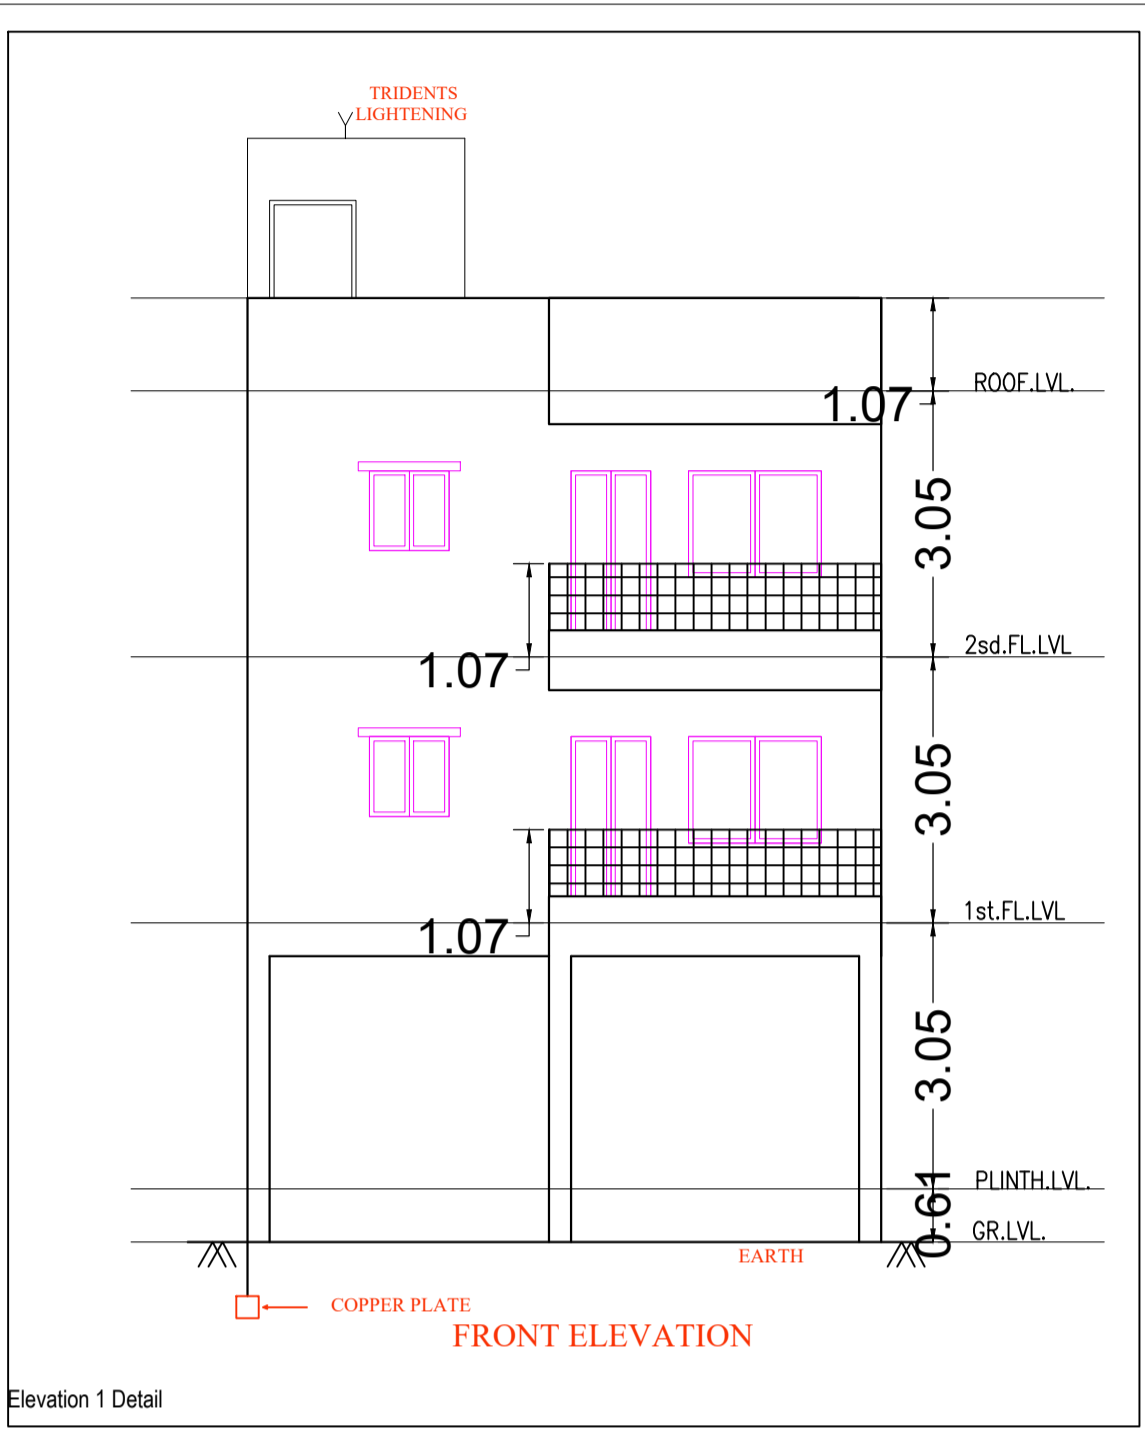 TRIDENTS
LIGHTENING
ROOF.LVL.
1.07
3.05
2sd.FL.LVL
1.07
3.05
1st.FL.LVL
1.07
3.05
PLINTH.LVL.
0.61
GR.LVL.
EARTH
COPPER PLATE
FRONT ELEVATION
Elevation 1 Detail